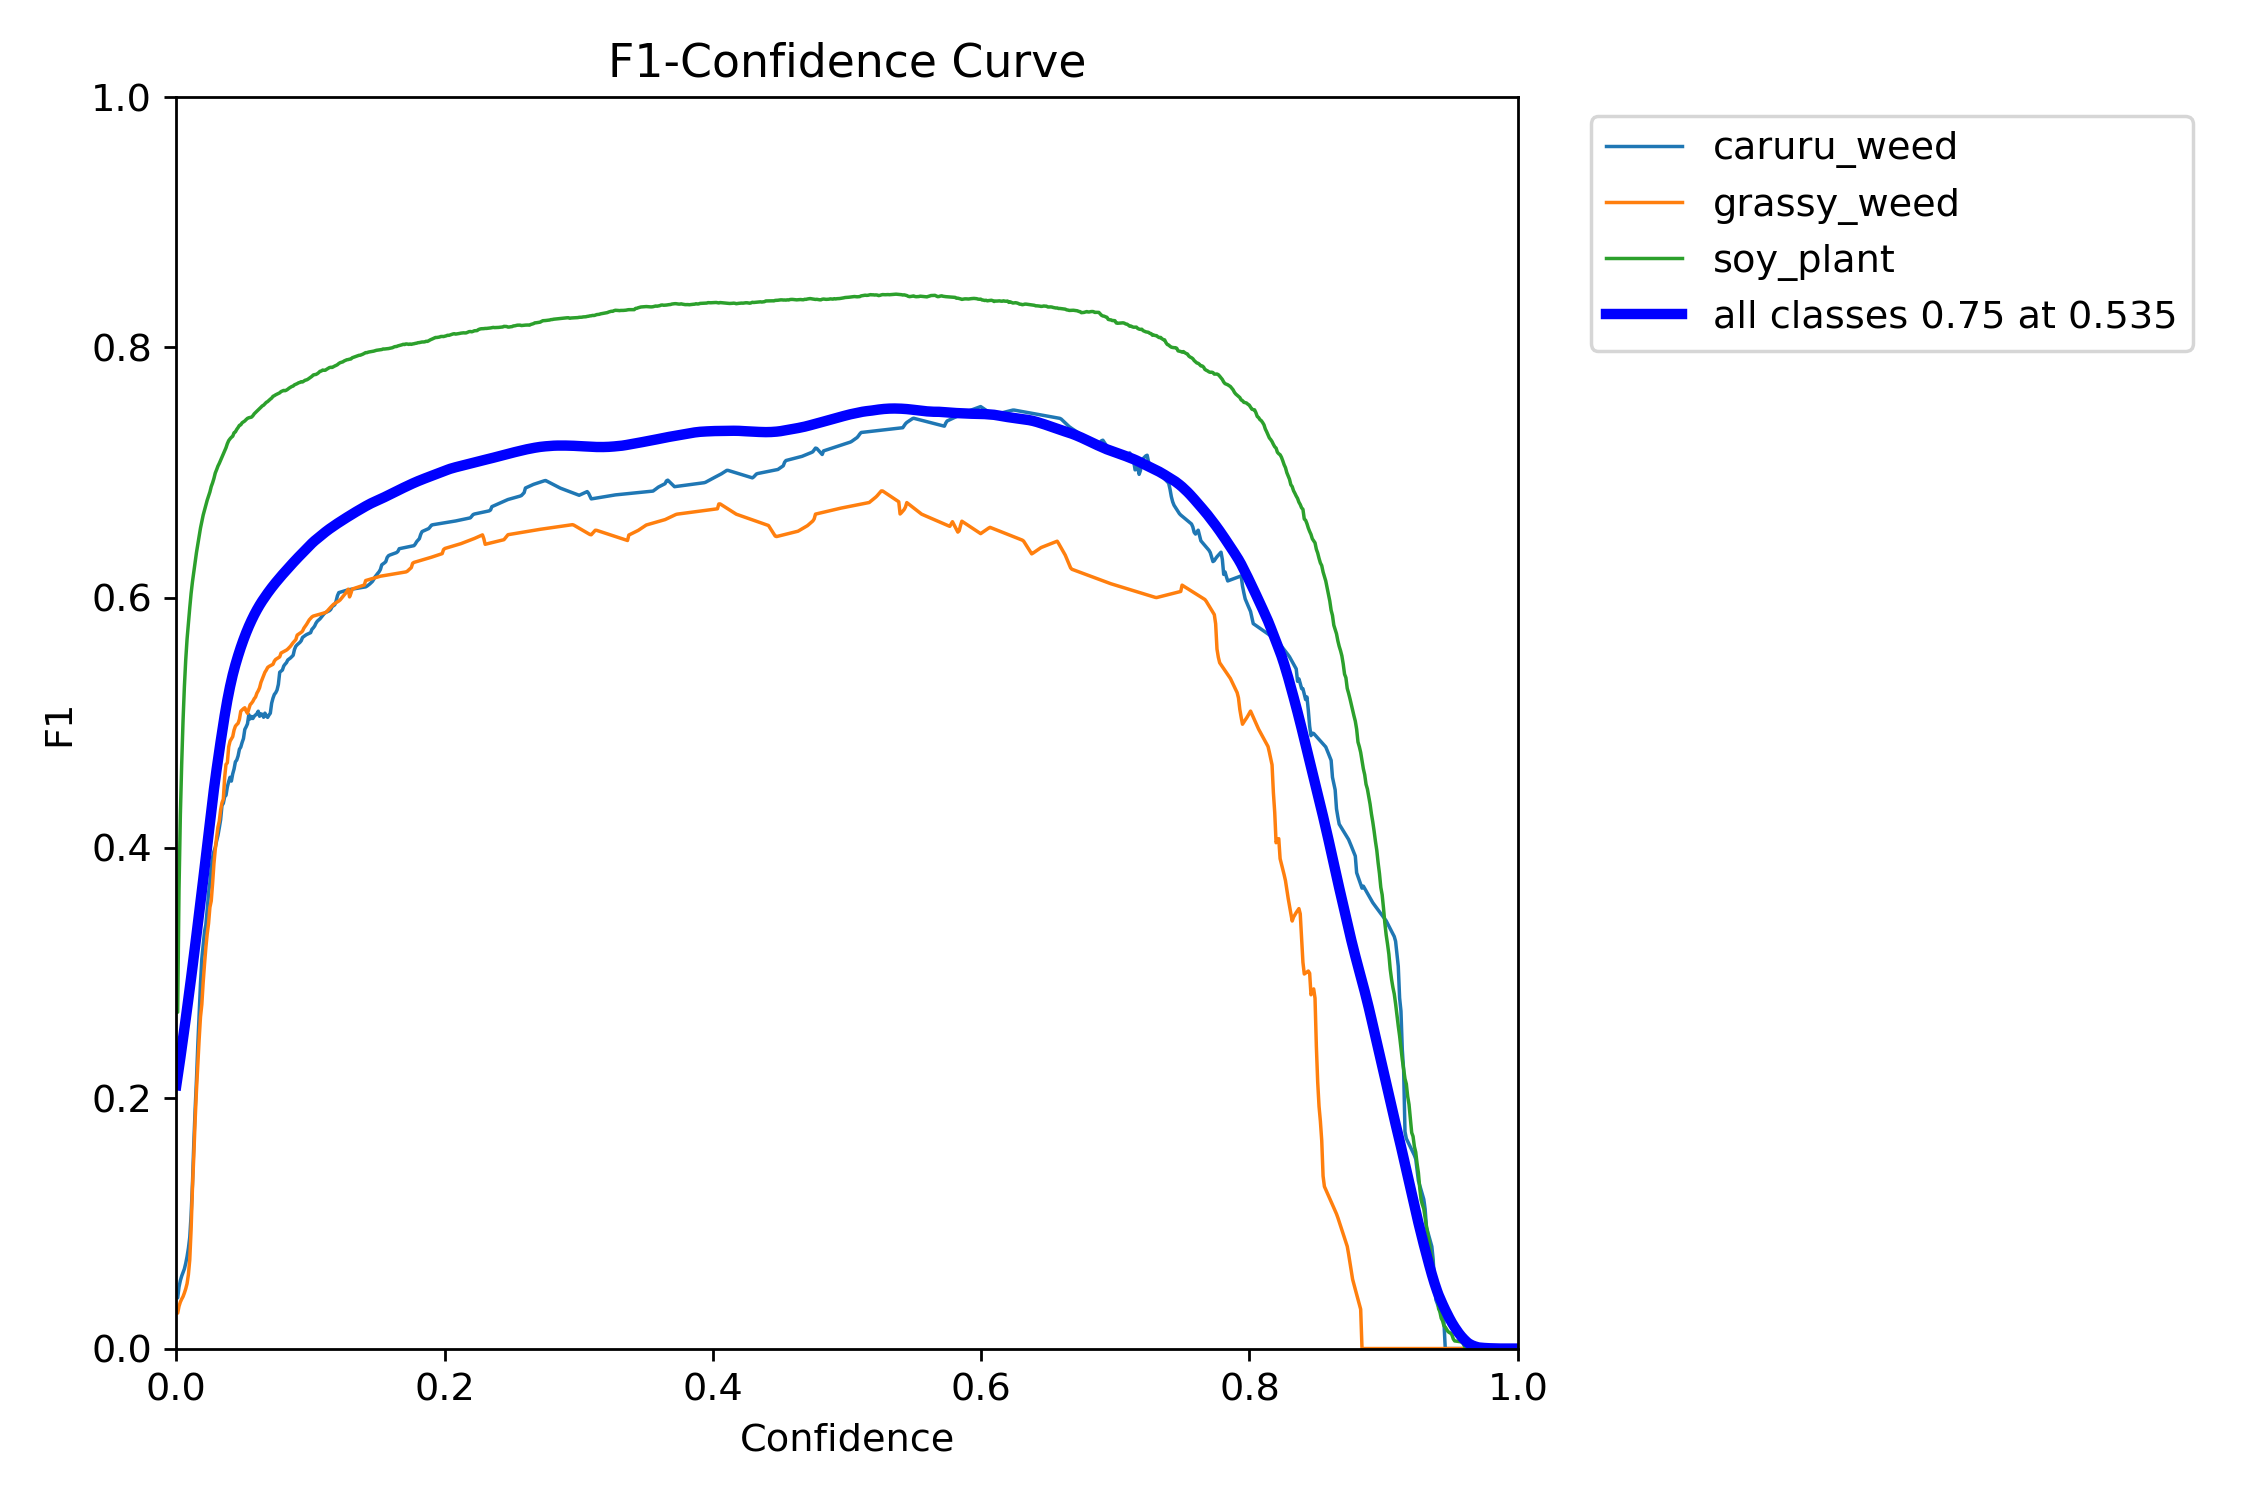 F1-Confidence Curve
1.0
0.8
0.6
0.4
0.2
0.0
F1
0.0 0.2 0.4 0.6 0.8 1.0
Confidence
caruru_weed
grassy_weed
soy_plant
all classes 0.75 at 0.535